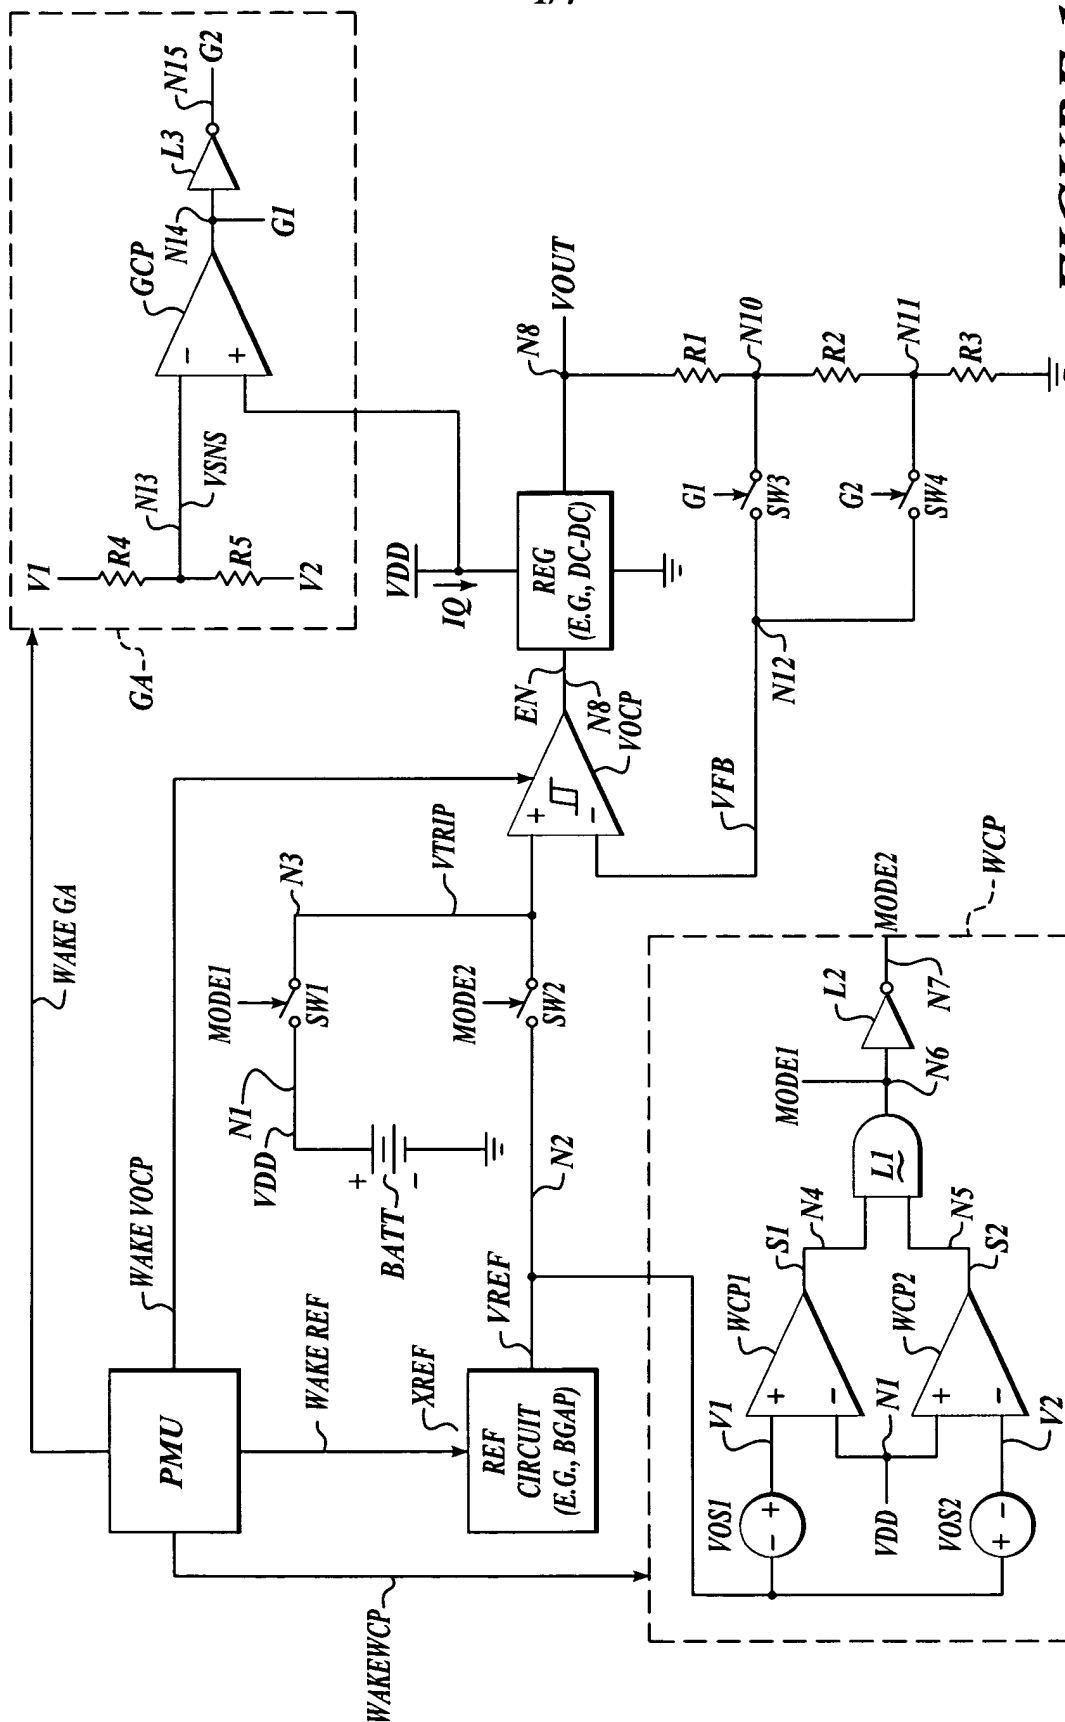 WAKE GA
GA
V1
R4
R5
V2
N13
VSNS
GCP
-
+
N14
G1
L3
N15
G2
WAKE VOCP
PMU
WAKE REF
WAKEWCP
XREF
REF
CIRCUIT
(E.G., BGAP)
VREF
N2
N1
VDD
+
-
BATT
MODE1
SW1
N3
VTRIP
MODE2
SW2
+
-
EN
N8
VOCP
VFB
VDD
IQ
REG
(E.G., DC-DC)
N8
VOUT
R1
N10
R2
N11
R3
G1
SW3
G2
SW4
N12
WCP
VOS1
- +
V1
VDD
N1
VOS2
+ -
V2
WCP1
+
-
WCP2
+
-
S1
N4
N5
S2
L1
MODE1
N6
L2
N7
MODE2